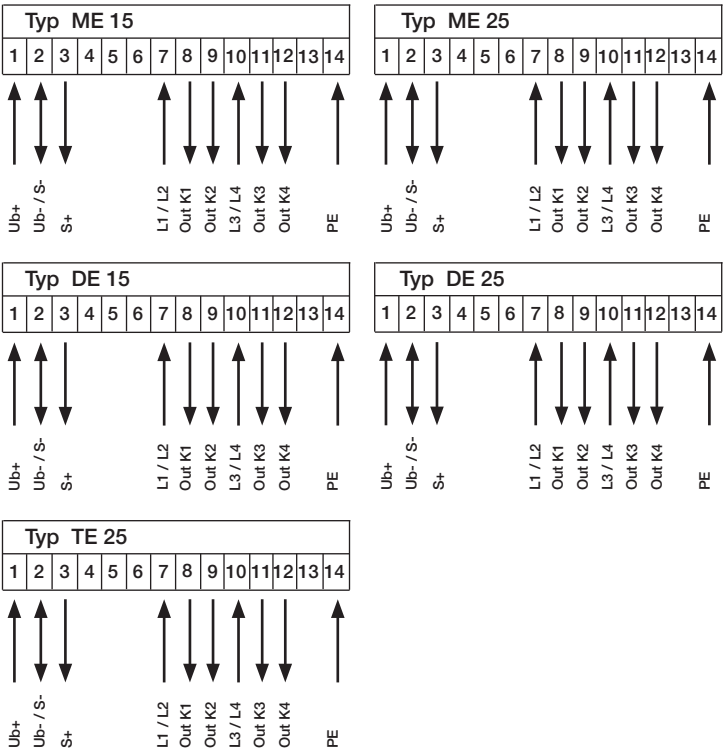 Typ ME 15
1 2 3 4 5 6 7 8 9 10 11 12 13 14
Ub+
Ub- / S-
S+
L1 / L2
Out K1
Out K2
L3 / L4
Out K3
Out K4
PE
Typ ME 25
1 2 3 4 5 6 7 8 9 10 11 12 13 14
Ub+
Ub- / S-
S+
L1 / L2
Out K1
Out K2
L3 / L4
Out K3
Out K4
PE
Typ DE 15
1 2 3 4 5 6 7 8 9 10 11 12 13 14
Ub+
Ub- / S-
S+
L1 / L2
Out K1
Out K2
L3 / L4
Out K3
Out K4
PE
Typ DE 25
1 2 3 4 5 6 7 8 9 10 11 12 13 14
Ub+
Ub- / S-
S+
L1 / L2
Out K1
Out K2
L3 / L4
Out K3
Out K4
PE
Typ TE 25
1 2 3 4 5 6 7 8 9 10 11 12 13 14
Ub+
Ub- / S-
S+
L1 / L2
Out K1
Out K2
L3 / L4
Out K3
Out K4
PE